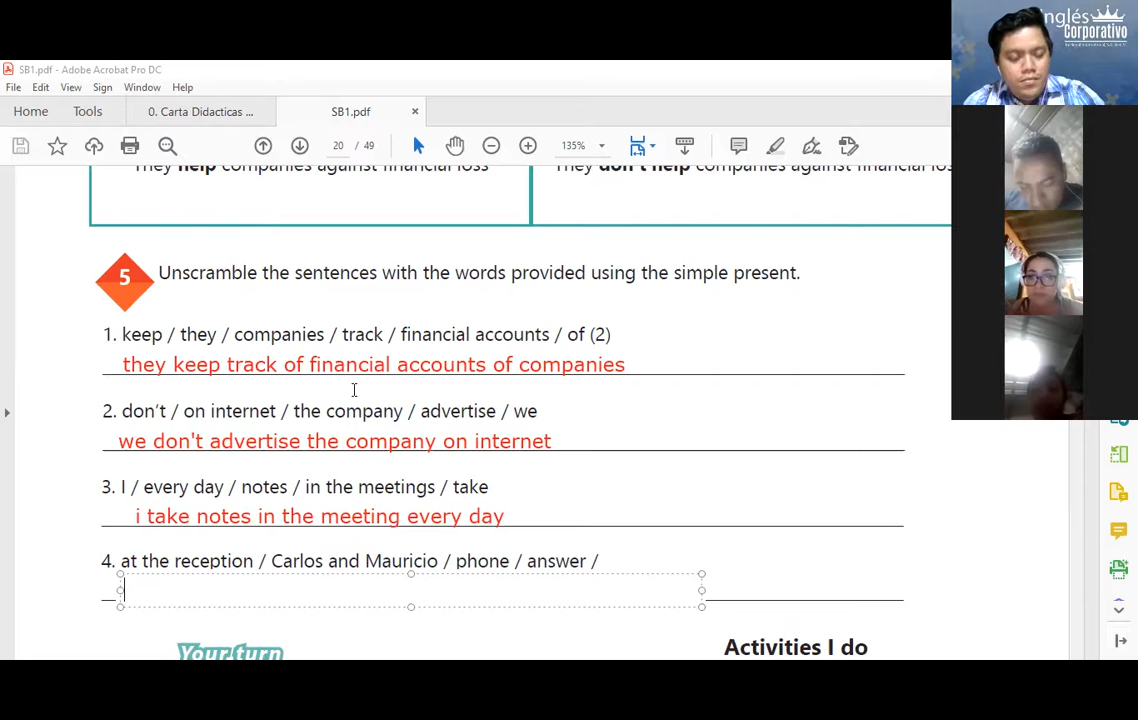 inglés
Corporativo
SB1.pdf - Adobe Acrobat Pro DC
File Edit View Sign Window Help
Home Tools 0. Carta Didacticas ... SB1.pdf ×
20 / 49 135%
They help companies against financial loss They don't help companies against financial los
5 Unscramble the sentences with the words provided using the simple present.
1. keep / they / companies / track / financial accounts / of (2)
they keep track of financial accounts of companies
2. don't / on internet / the company / advertise / we
we don't advertise the company on internet
3. I / every day / notes / in the meetings / take
i take notes in the meeting every day
4. at the reception / Carlos and Mauricio / phone / answer /
Your turn Activities I do